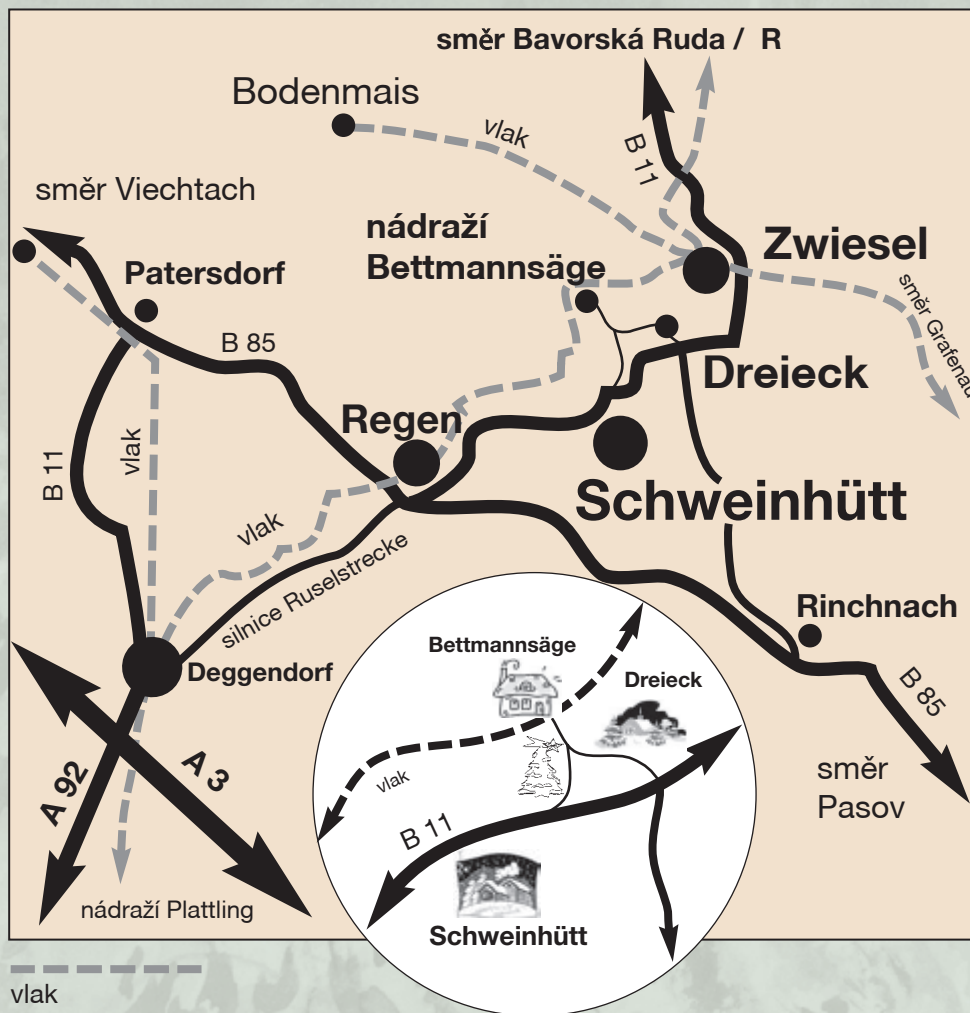 směr Bavorská Ruda / R
Bodenmais
vlak
B 11
směr Viechtach
nádraží
Bettmannsäge
Zwiesel
Patersdorf
směr Grafenau
B 85
Dreieck
Regen
B 11
vlak
vlak
Schweinhütt
silnice Ruselstrecke
Rinchnach
Deggendorf
B 85
A 92
A 3
směr
Pasov
nádraží Plattling
Bettmannsäge
Dreieck
vlak
B 11
Schweinhütt
vlak